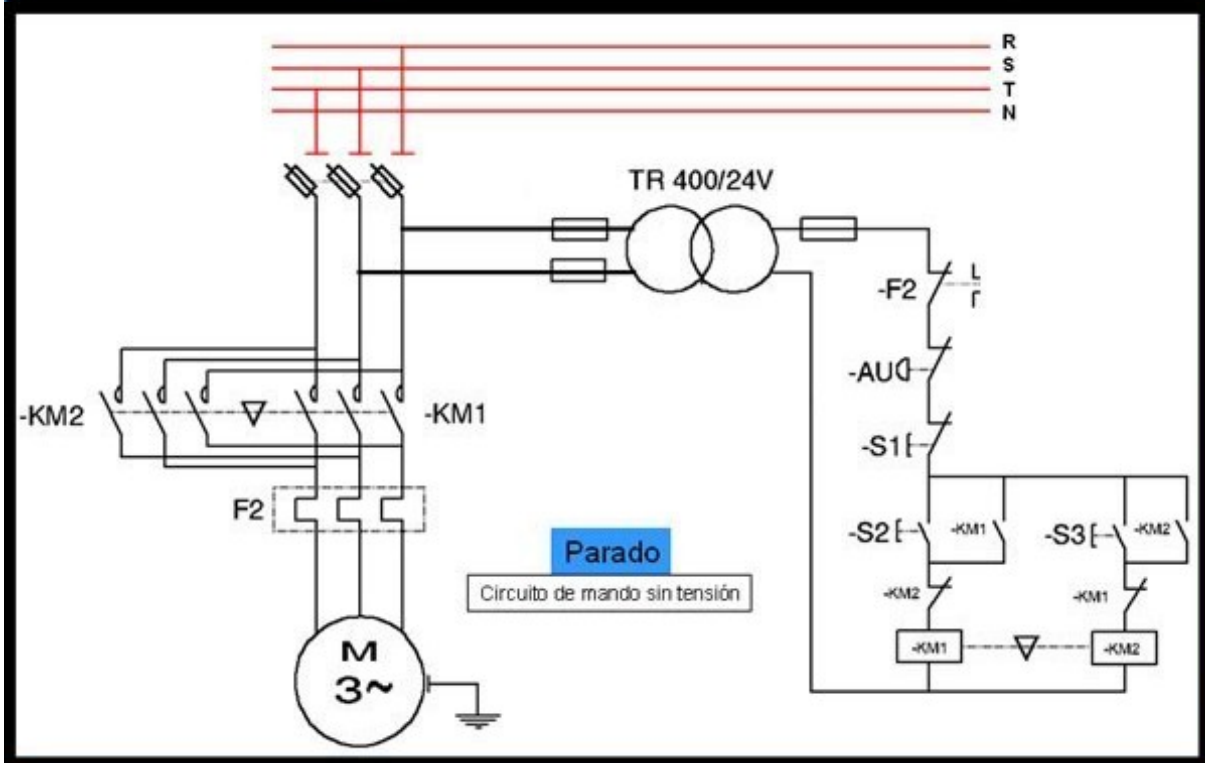 R
S
T
N
TR 400/24V
-F2
-AU
-KM2
-KM1
-S1
F2
-S2
-KM1
-S3
-KM2
Parado
Circuito de mando sin tensión
-KM2
-KM1
-KM1
-KM2
M
3~